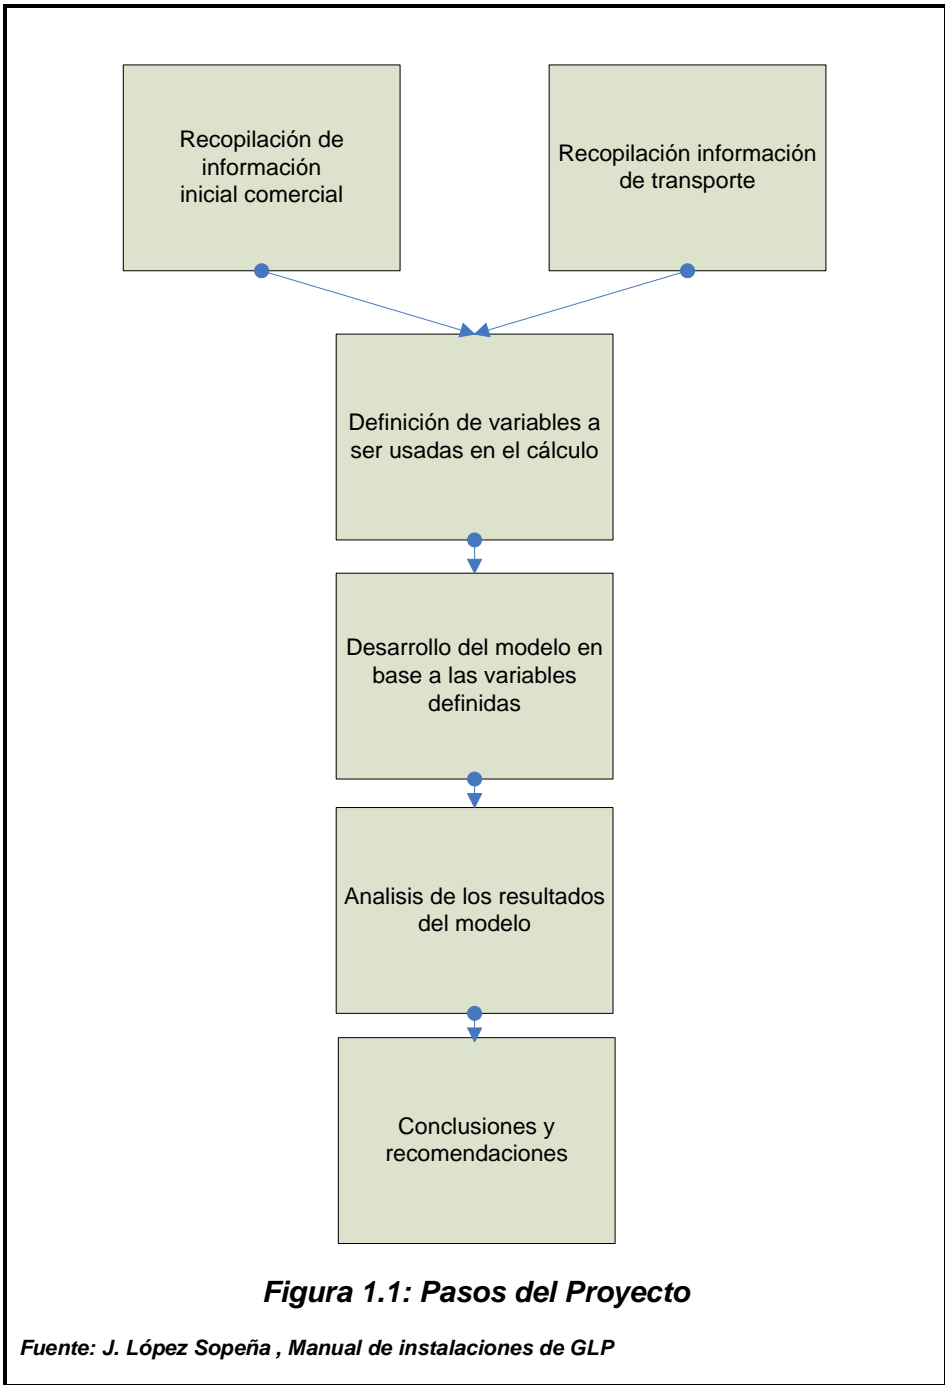 Recopilación de
información
inicial comercial
Recopilación información
de transporte
Definición de variables a
ser usadas en el cálculo
Desarrollo del modelo en
base a las variables
definidas
Analisis de los resultados
del modelo
Conclusiones y
recomendaciones
Figura 1.1: Pasos del Proyecto
Fuente: J. López Sopeña , Manual de instalaciones de GLP